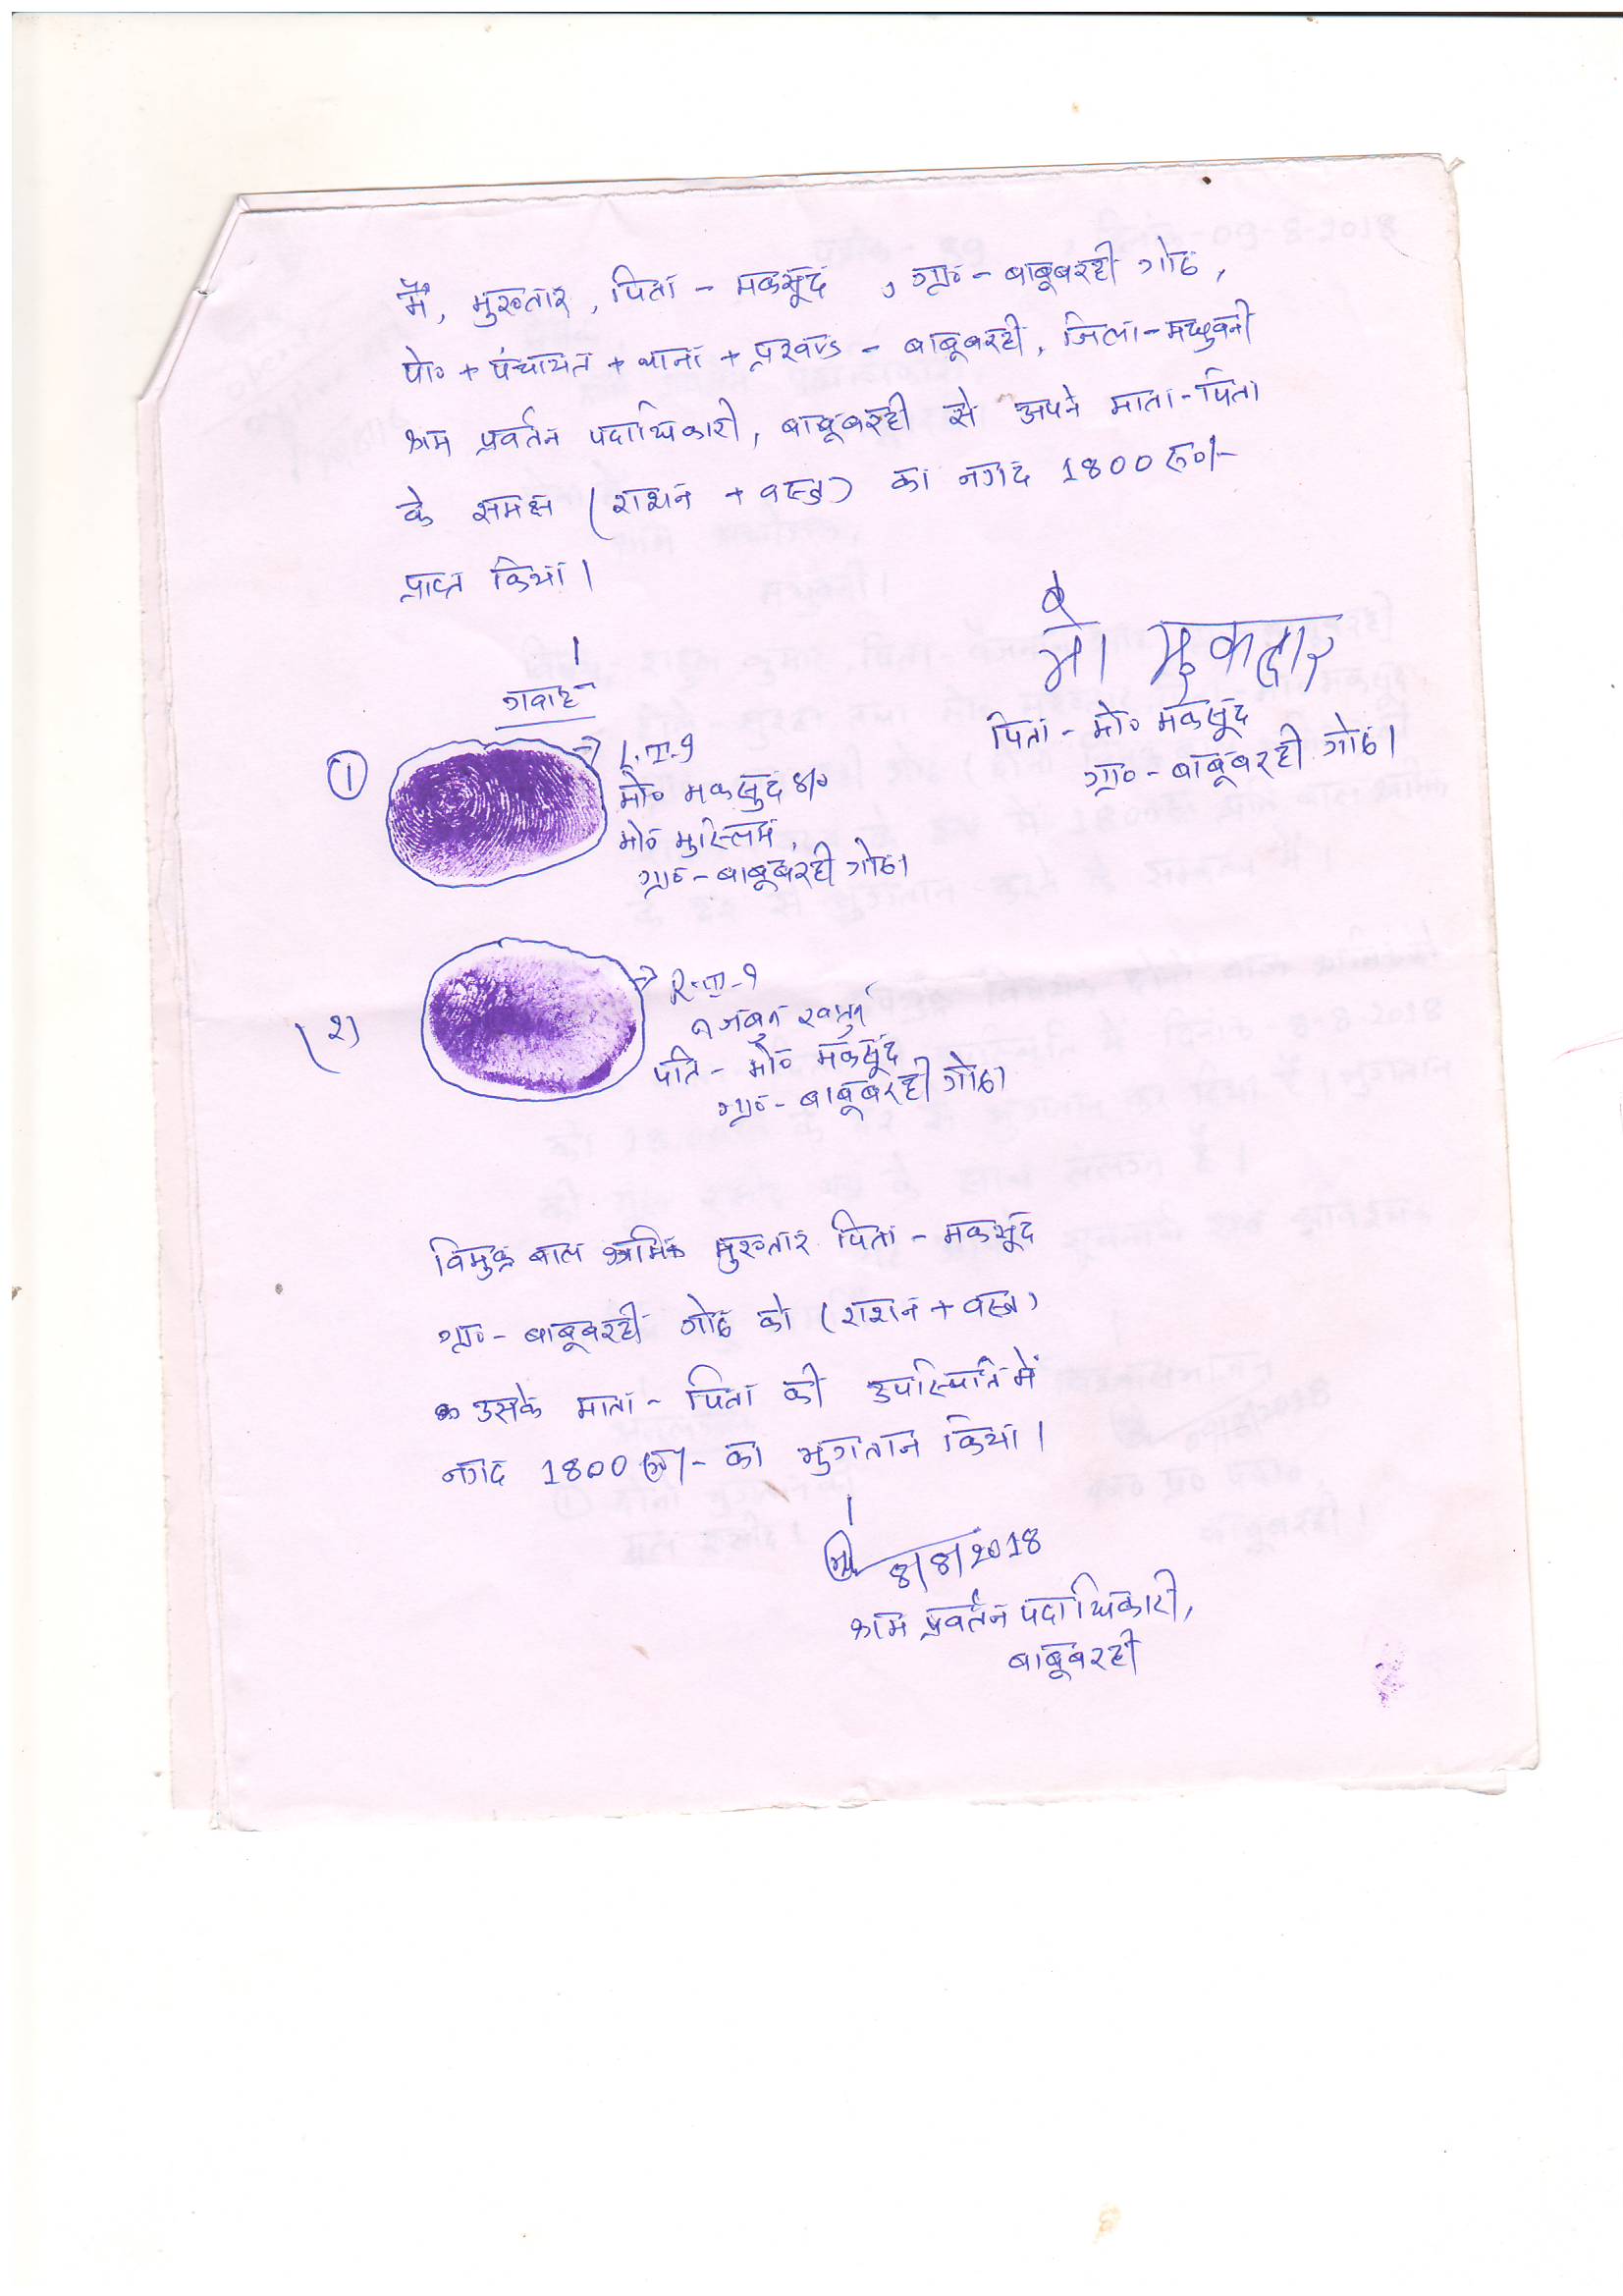 मैं, मुख्तार, पिता - मकसूद, ग्रा० - बाबूबरही गोठ,
पो० + पंचायत + थाना + प्रखण्ड - बाबूबरही, जिला - मधुबनी
श्रम प्रवर्तन पदाधिकारी, बाबूबरही से अपने माता - पिता
के समक्ष (राशन + वस्त्र) का नगद 1800 रू०/-
प्राप्त किया।
मो मुकतार
पिता - मो० मकसूद
ग्रा० - बाबूबरही गोठ।
गवाह
①
L.T.I
मो० मकसुद S/०
मो० मुस्लिम,
ग्रा० - बाबूबरही गोठ।
(2)
R.T.I
खातुन
पति - मो० मकसूद
ग्रा० - बाबूबरही गोठ।
विमुक्त बाल श्रमिक मुख्तार पिता - मकसूद
ग्रा० - बाबूबरही गोठ को (राशन + वस्त्र)
उसके माता - पिता की उपस्थिति में
नगद 1800 रू०/- का भुगतान किया।
8/8/2018
श्रम प्रवर्तन पदाधिकारी,
बाबूबरही